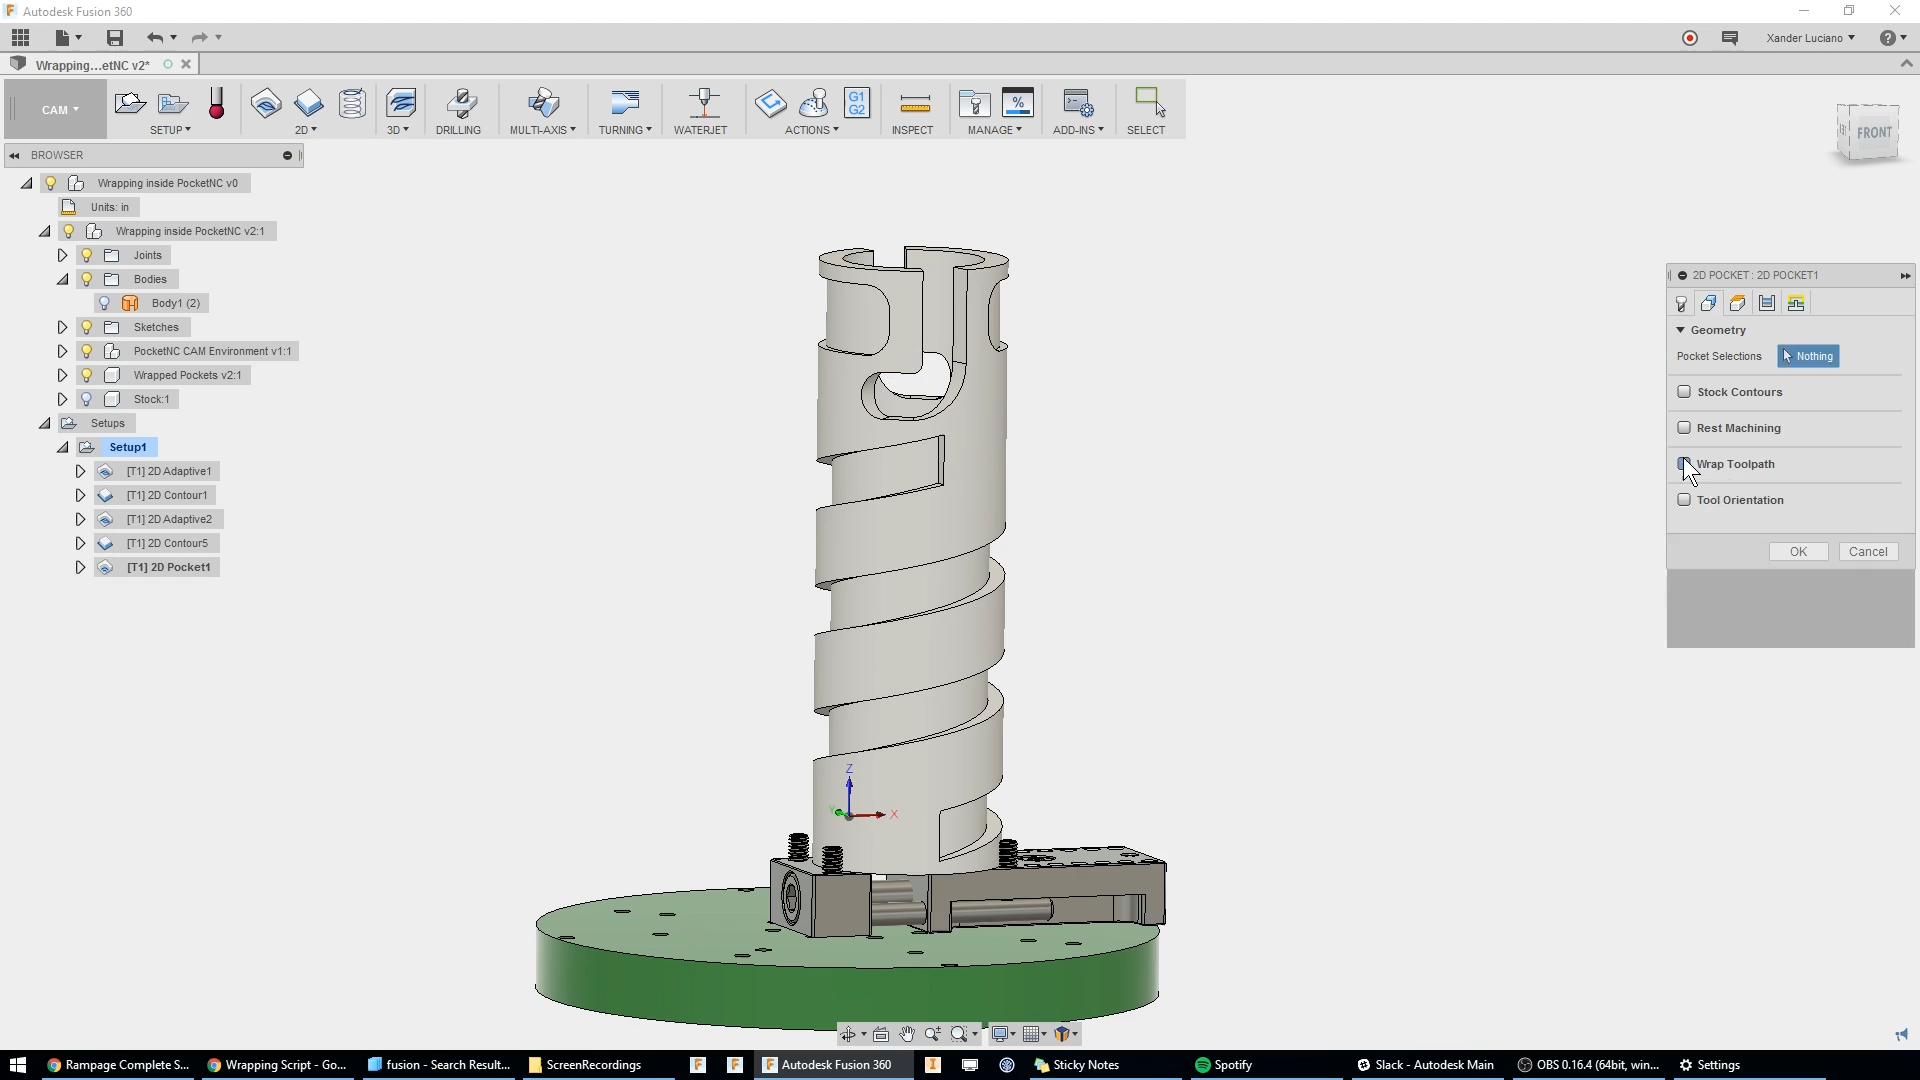 Autodesk Fusion 360
Xander Luciano
Wrapping...etNC v2*
CAM
SETUP
2D
3D
DRILLING
MULTI-AXIS
TURNING
WATERJET
G1
G2
ACTIONS
INSPECT
%
MANAGE
ADD-INS
SELECT
FRONT
BROWSER
Wrapping inside PocketNC v0
Units: in
Wrapping inside PocketNC v2:1
Joints
Bodies
Body1 (2)
Sketches
PocketNC CAM Environment v1:1
Wrapped Pockets v2:1
Stock:1
Setups
Setup1
[T1] 2D Adaptive1
[T1] 2D Contour1
[T1] 2D Adaptive2
[T1] 2D Contour5
[T1] 2D Pocket1
Z
Y
X
2D POCKET : 2D POCKET1
Geometry
Pocket Selections Nothing
Stock Contours
Rest Machining
Wrap Toolpath
Tool Orientation
OK Cancel
Rampage Complete S...
Wrapping Script - Go...
fusion - Search Result...
ScreenRecordings
Autodesk Fusion 360
Sticky Notes
Spotify
Slack - Autodesk Main
OBS 0.16.4 (64bit, win...
Settings